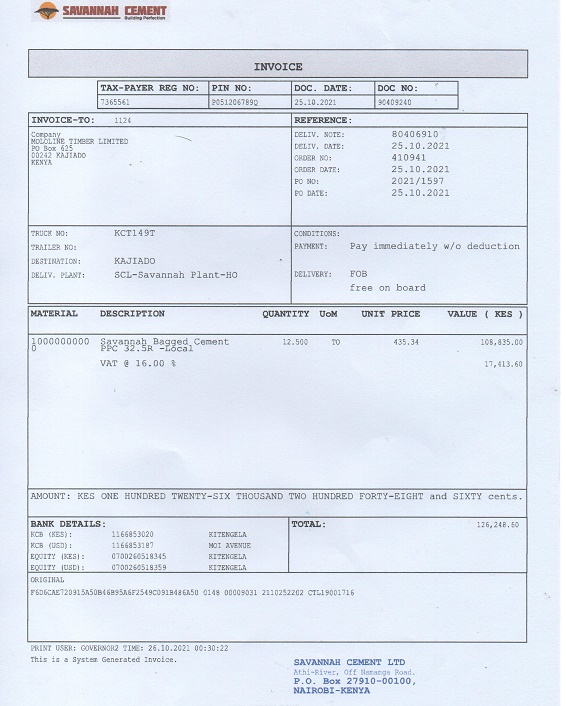 SAVANNAH CEMENT
Building Perfection
INVOICE
TAX-PAYER REG NO: PIN NO: DOC. DATE: DOC NO:
7365561 P051206789Q 25.10.2021 90409240
INVOICE-TO: 1124
Company
MOLOLINE TIMBER LIMITED
PO Box 625
00242 KAJIADO
KENYA
REFERENCE:
DELIV. NOTE: 80406910
DELIV. DATE: 25.10.2021
ORDER NO: 410941
ORDER DATE: 25.10.2021
PO NO: 2021/1597
PO DATE: 25.10.2021
TRUCK NO: KCT149T
TRAILER NO:
DESTINATION: KAJIADO
DELIV. PLANT: SCL-Savannah Plant-HO
CONDITIONS:
PAYMENT: Pay immediately w/o deduction
DELIVERY: FOB
free on board
MATERIAL DESCRIPTION QUANTITY UoM UNIT PRICE VALUE ( KES )
1000000000 Savannah Bagged Cement 12.500 TO 435.34 108,835.00
0 PPC 32.5R -Local
VAT @ 16.00 % 17,413.60
AMOUNT: KES ONE HUNDRED TWENTY-SIX THOUSAND TWO HUNDRED FORTY-EIGHT and SIXTY cents.
BANK DETAILS:
KCB (KES): 1166853020 KITENGELA
KCB (USD): 1166853187 MOI AVENUE
EQUITY (KES): 0700260518345 KITENGELA
EQUITY (USD): 0700260518359 KITENGELA
TOTAL: 126,248.60
ORIGINAL
F6D6CAE720915A50B46B95A6F2549C091B486A50 0148 00009031 2110252202 CTL19001716
PRINT USER: GOVERNOR2 TIME: 26.10.2021 00:30:22
This is a System Generated Invoice.
SAVANNAH CEMENT LTD
Athi-River, Off Namanga Road.
P.O. Box 27910-00100,
NAIROBI-KENYA